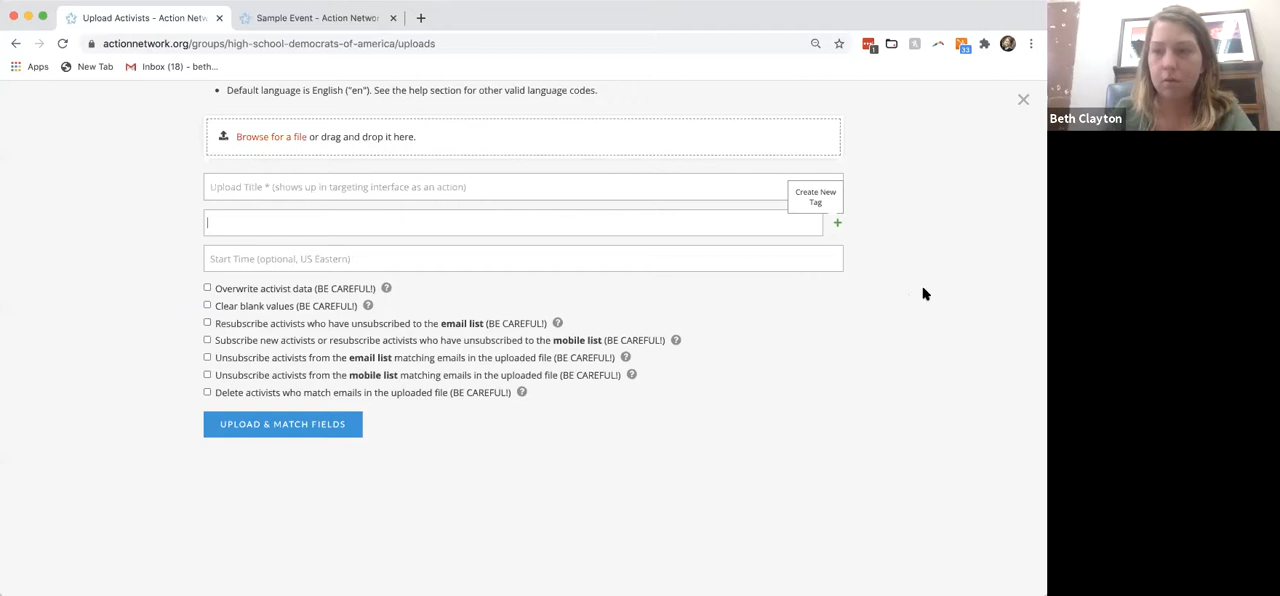 Upload Activists - Action Netw
Sample Event - Action Networ
actionnetwork.org/groups/high-school-democrats-of-america/uploads
1
33
Apps
New Tab
Inbox (18) - beth...
Default language is English ("en"). See the help section for other valid language codes.
Browse for a file or drag and drop it here.
Upload Title * (shows up in targeting interface as an action)
Create New
Tag
Start Time (optional, US Eastern)
Overwrite activist data (BE CAREFUL!)
Clear blank values (BE CAREFUL!)
Resubscribe activists who have unsubscribed to the email list (BE CAREFUL!)
Subscribe new activists or resubscribe activists who have unsubscribed to the mobile list (BE CAREFUL!)
Unsubscribe activists from the email list matching emails in the uploaded file (BE CAREFUL!)
Unsubscribe activists from the mobile list matching emails in the uploaded file (BE CAREFUL!)
Delete activists who match emails in the uploaded file (BE CAREFUL!)
UPLOAD & MATCH FIELDS
Beth Clayton